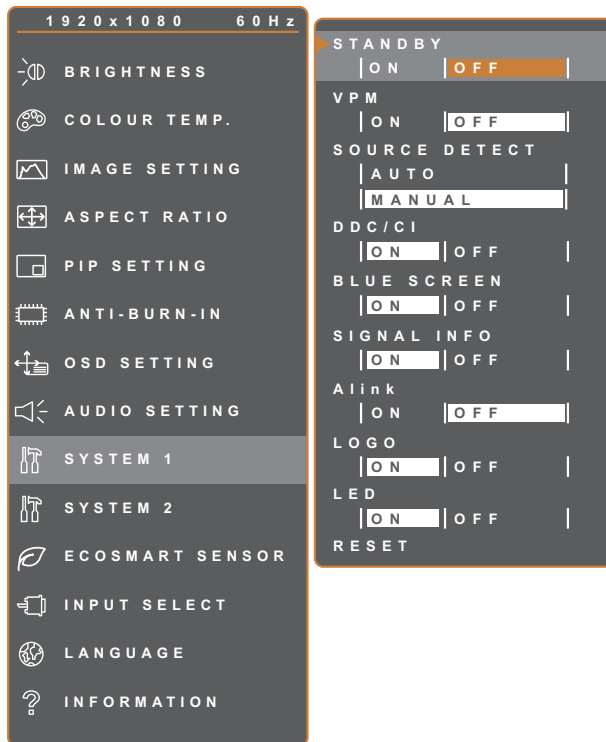 1920x1080 60Hz
BRIGHTNESS
COLOUR TEMP.
IMAGE SETTING
ASPECT RATIO
PIP SETTING
ANTI-BURN-IN
OSD SETTING
AUDIO SETTING
SYSTEM 1
SYSTEM 2
ECOSMART SENSOR
INPUT SELECT
LANGUAGE
INFORMATION
STANDBY
ON OFF
VPM
ON OFF
SOURCE DETECT
AUTO
MANUAL
DDC/CI
ON OFF
BLUE SCREEN
ON OFF
SIGNAL INFO
ON OFF
Alink
ON OFF
LOGO
ON OFF
LED
ON OFF
RESET